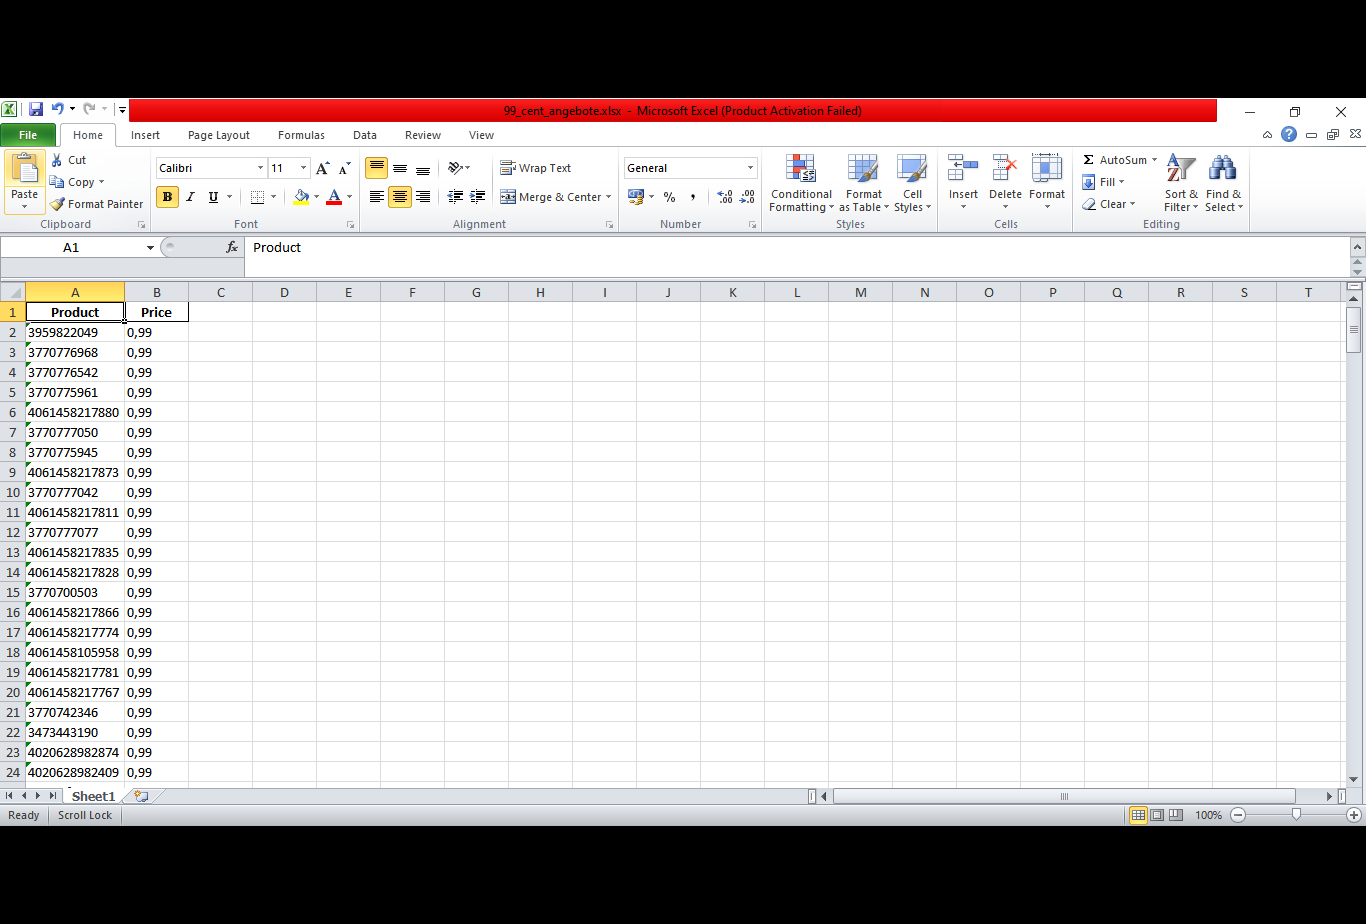 99_cent_angebote.xlsx - Microsoft Excel (Product Activation Failed)
File Home Insert Page Layout Formulas Data Review View
Paste
Cut
Copy
Format Painter
Clipboard
Calibri 11
B I U
Font
Wrap Text
Merge & Center
Alignment
General
% ,
Number
Conditional Formatting
Format as Table
Cell Styles
Styles
Insert Delete Format
Cells
AutoSum
Fill
Clear
Sort & Filter
Find & Select
Editing
A1 fx Product
A B C D E F G H I J K L M N O P Q R S T
1 Product Price
2 3959822049 0,99
3 3770776968 0,99
4 3770776542 0,99
5 3770775961 0,99
6 4061458217880 0,99
7 3770777050 0,99
8 3770775945 0,99
9 4061458217873 0,99
10 3770777042 0,99
11 4061458217811 0,99
12 3770777077 0,99
13 4061458217835 0,99
14 4061458217828 0,99
15 3770700503 0,99
16 4061458217866 0,99
17 4061458217774 0,99
18 4061458105958 0,99
19 4061458217781 0,99
20 4061458217767 0,99
21 3770742346 0,99
22 3473443190 0,99
23 4020628982874 0,99
24 4020628982409 0,99
Sheet1
Ready Scroll Lock 100%